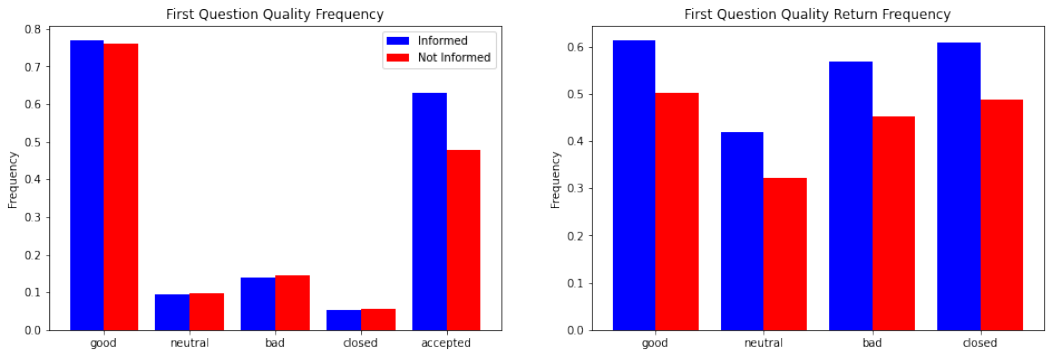 First Question Quality Frequency
0.8
0.7
0.6
0.5
0.4
0.3
0.2
0.1
0.0
Frequency
Informed
Not Informed
good neutral bad closed accepted
First Question Quality Return Frequency
0.6
0.5
0.4
0.3
0.2
0.1
0.0
Frequency
good neutral bad closed